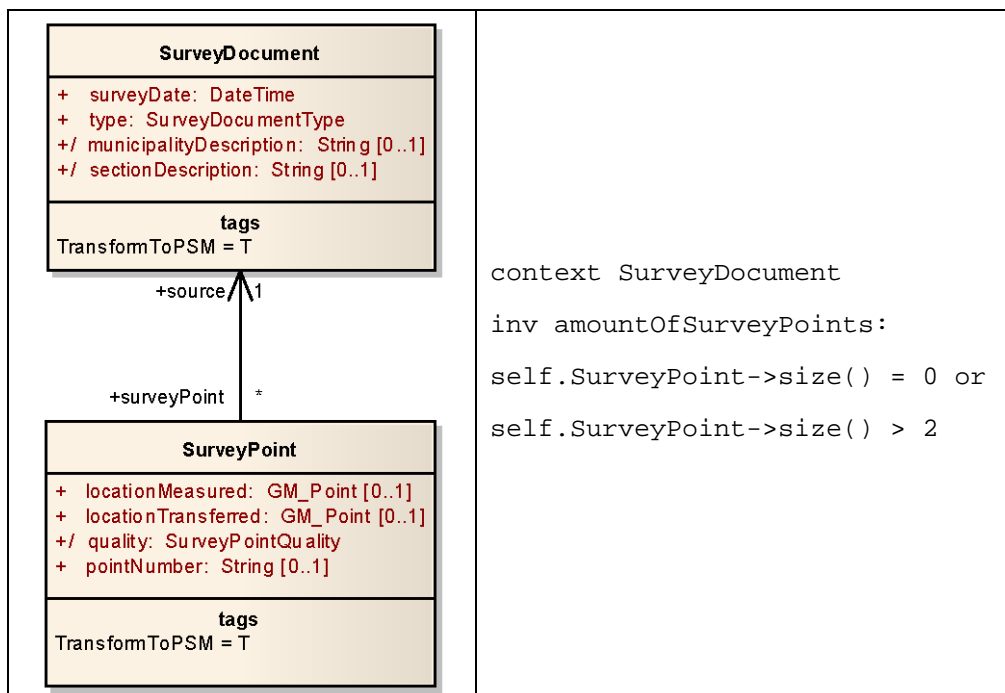 SurveyDocument
+ surveyDate: DateTime
+ type: SurveyDocumentType
+/ municipalityDescription: String [0..1]
+/ sectionDescription: String [0..1]
tags
TransformToPSM = T
+source 1
+surveyPoint *
SurveyPoint
+ locationMeasured: GM_Point [0..1]
+ locationTransferred: GM_Point [0..1]
+/ quality: SurveyPointQuality
+ pointNumber: String [0..1]
tags
TransformToPSM = T
context SurveyDocument
inv amountOfSurveyPoints:
self.SurveyPoint->size() = 0 or
self.SurveyPoint->size() > 2